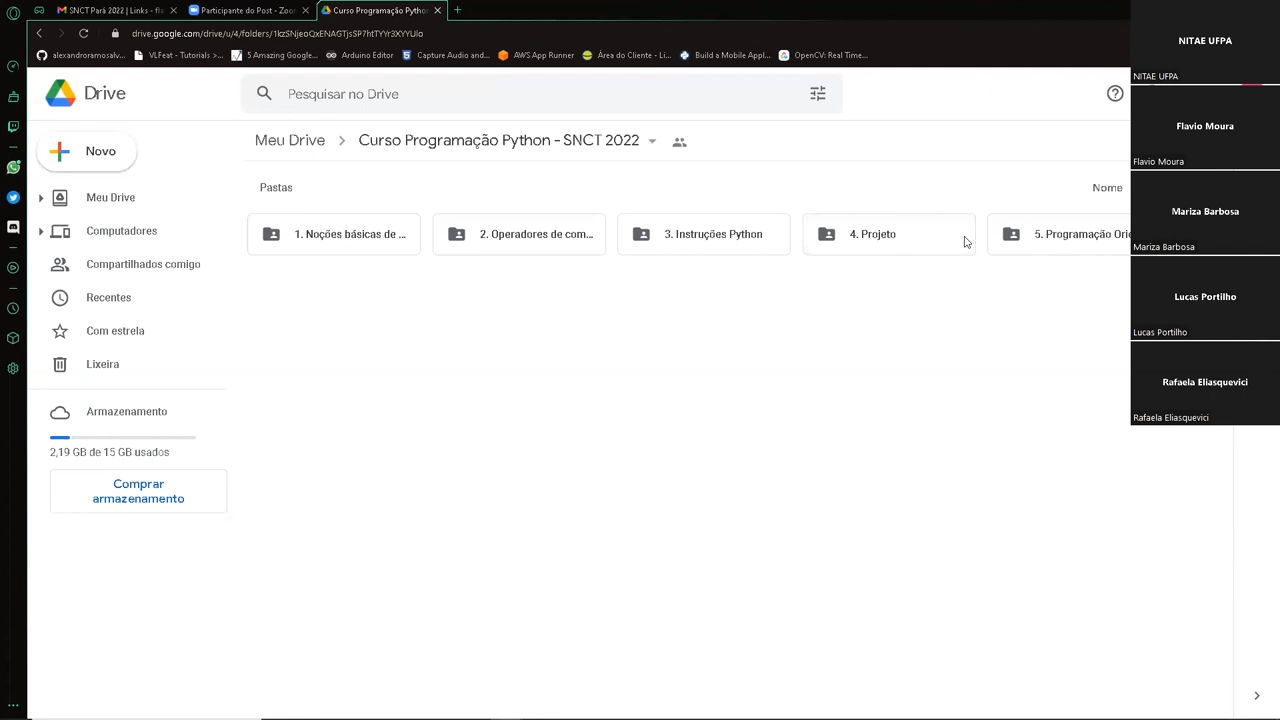 SNCT Pará 2022 | Links - fla
Participante do Post - Zoom
Curso Programação Python
drive.google.com/drive/u/4/folders/
alexandroramosalv...
VLFeat - Tutorials >...
5 Amazing Google...
Arduino Editor
Capture Audio and...
AWS App Runner
Área do Cliente - Li...
Build a Mobile Appl...
OpenCV: Real Time...
Drive
Pesquisar no Drive
Novo
Meu Drive
Computadores
Compartilhados comigo
Recentes
Com estrela
Lixeira
Armazenamento
2,19 GB de 15 GB usados
Comprar
armazenamento
Meu Drive
Curso Programação Python - SNCT 2022
Pastas
Nome
1. Noções básicas de ...
2. Operadores de com...
3. Instruções Python
4. Projeto
5. Programação Ori
NITAE UFPA
NITAE UFPA
Flavio Moura
Flavio Moura
Mariza Barbosa
Mariza Barbosa
Lucas Portilho
Lucas Portilho
Rafaela Eliasquevici
Rafaela Eliasquevici